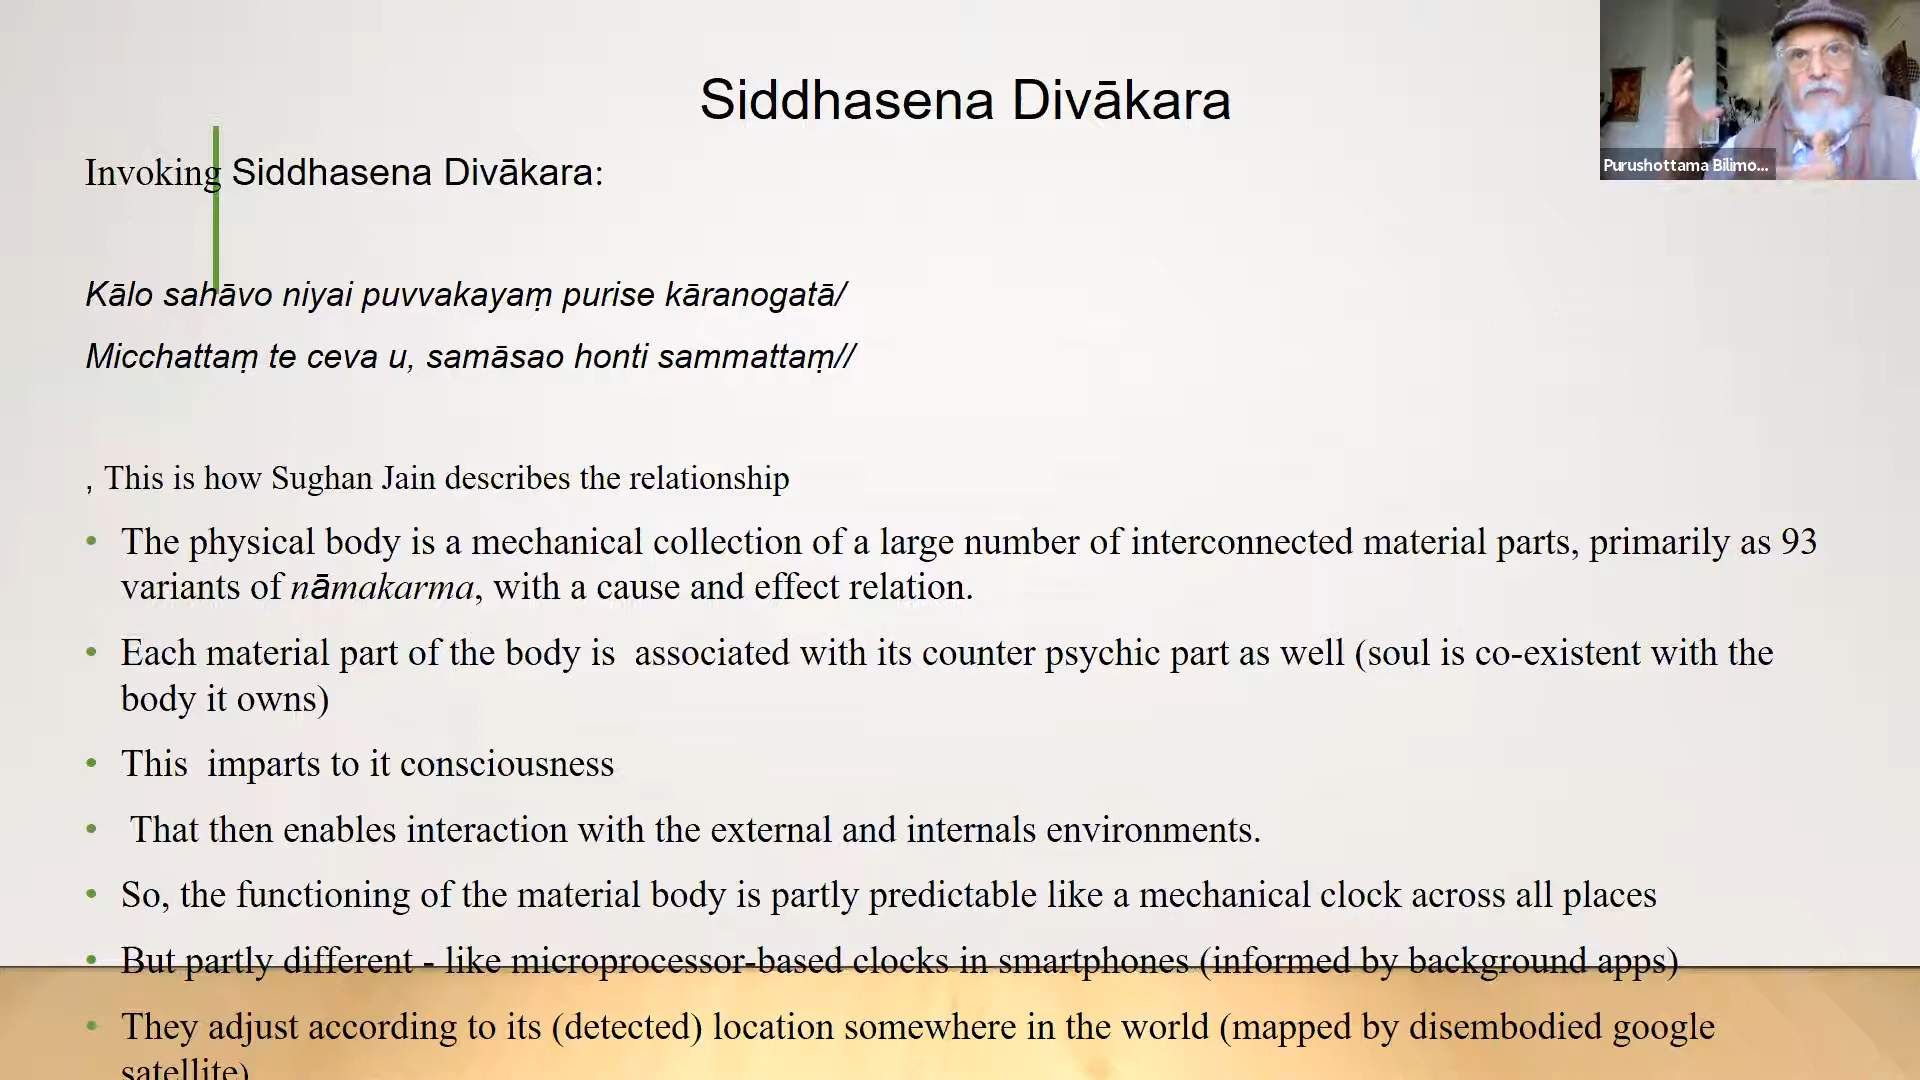 Siddhasena Divākara
Purushottama Bilimo...
Invoking Siddhasena Divākara:
Kālo sahāvo niyai puvvakayaṃ purise kāranogatā/
Micchattaṃ te ceva u, samāsao honti sammattaṃ//
, This is how Sughan Jain describes the relationship
• The physical body is a mechanical collection of a large number of interconnected material parts, primarily as 93
variants of nāmakarma, with a cause and effect relation.
• Each material part of the body is  associated with its counter psychic part as well (soul is co-existent with the
body it owns)
• This  imparts to it consciousness
•  That then enables interaction with the external and internals environments.
• So, the functioning of the material body is partly predictable like a mechanical clock across all places
• But partly different - like microprocessor-based clocks in smartphones (informed by background apps)
• They adjust according to its (detected) location somewhere in the world (mapped by disembodied google
satellite)